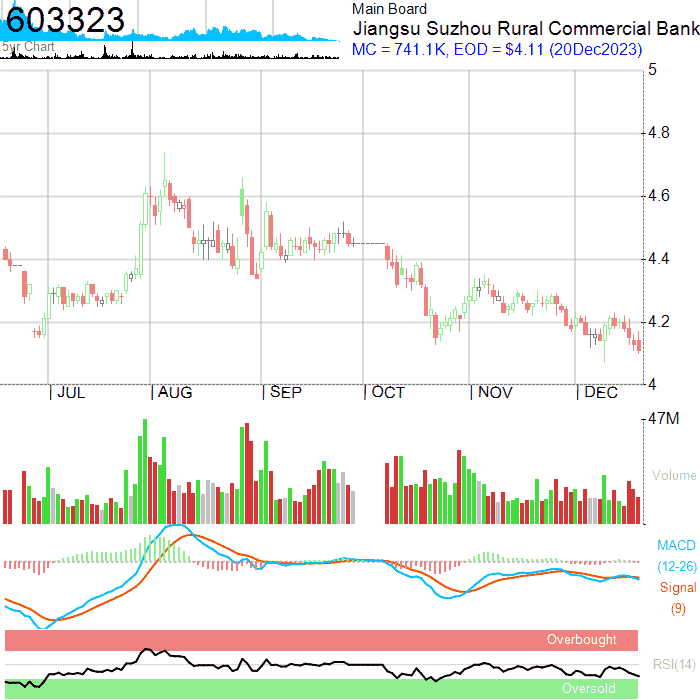 603323
5yr Chart
Main Board
Jiangsu Suzhou Rural Commercial Bank
MC = 741.1K, EOD = $4.11 (20Dec2023)
5
4.8
4.6
4.4
4.2
4
JUL AUG SEP OCT NOV DEC
47M
Volume
MACD
(12-26)
Signal
(9)
Overbought
RSI(14)
Oversold